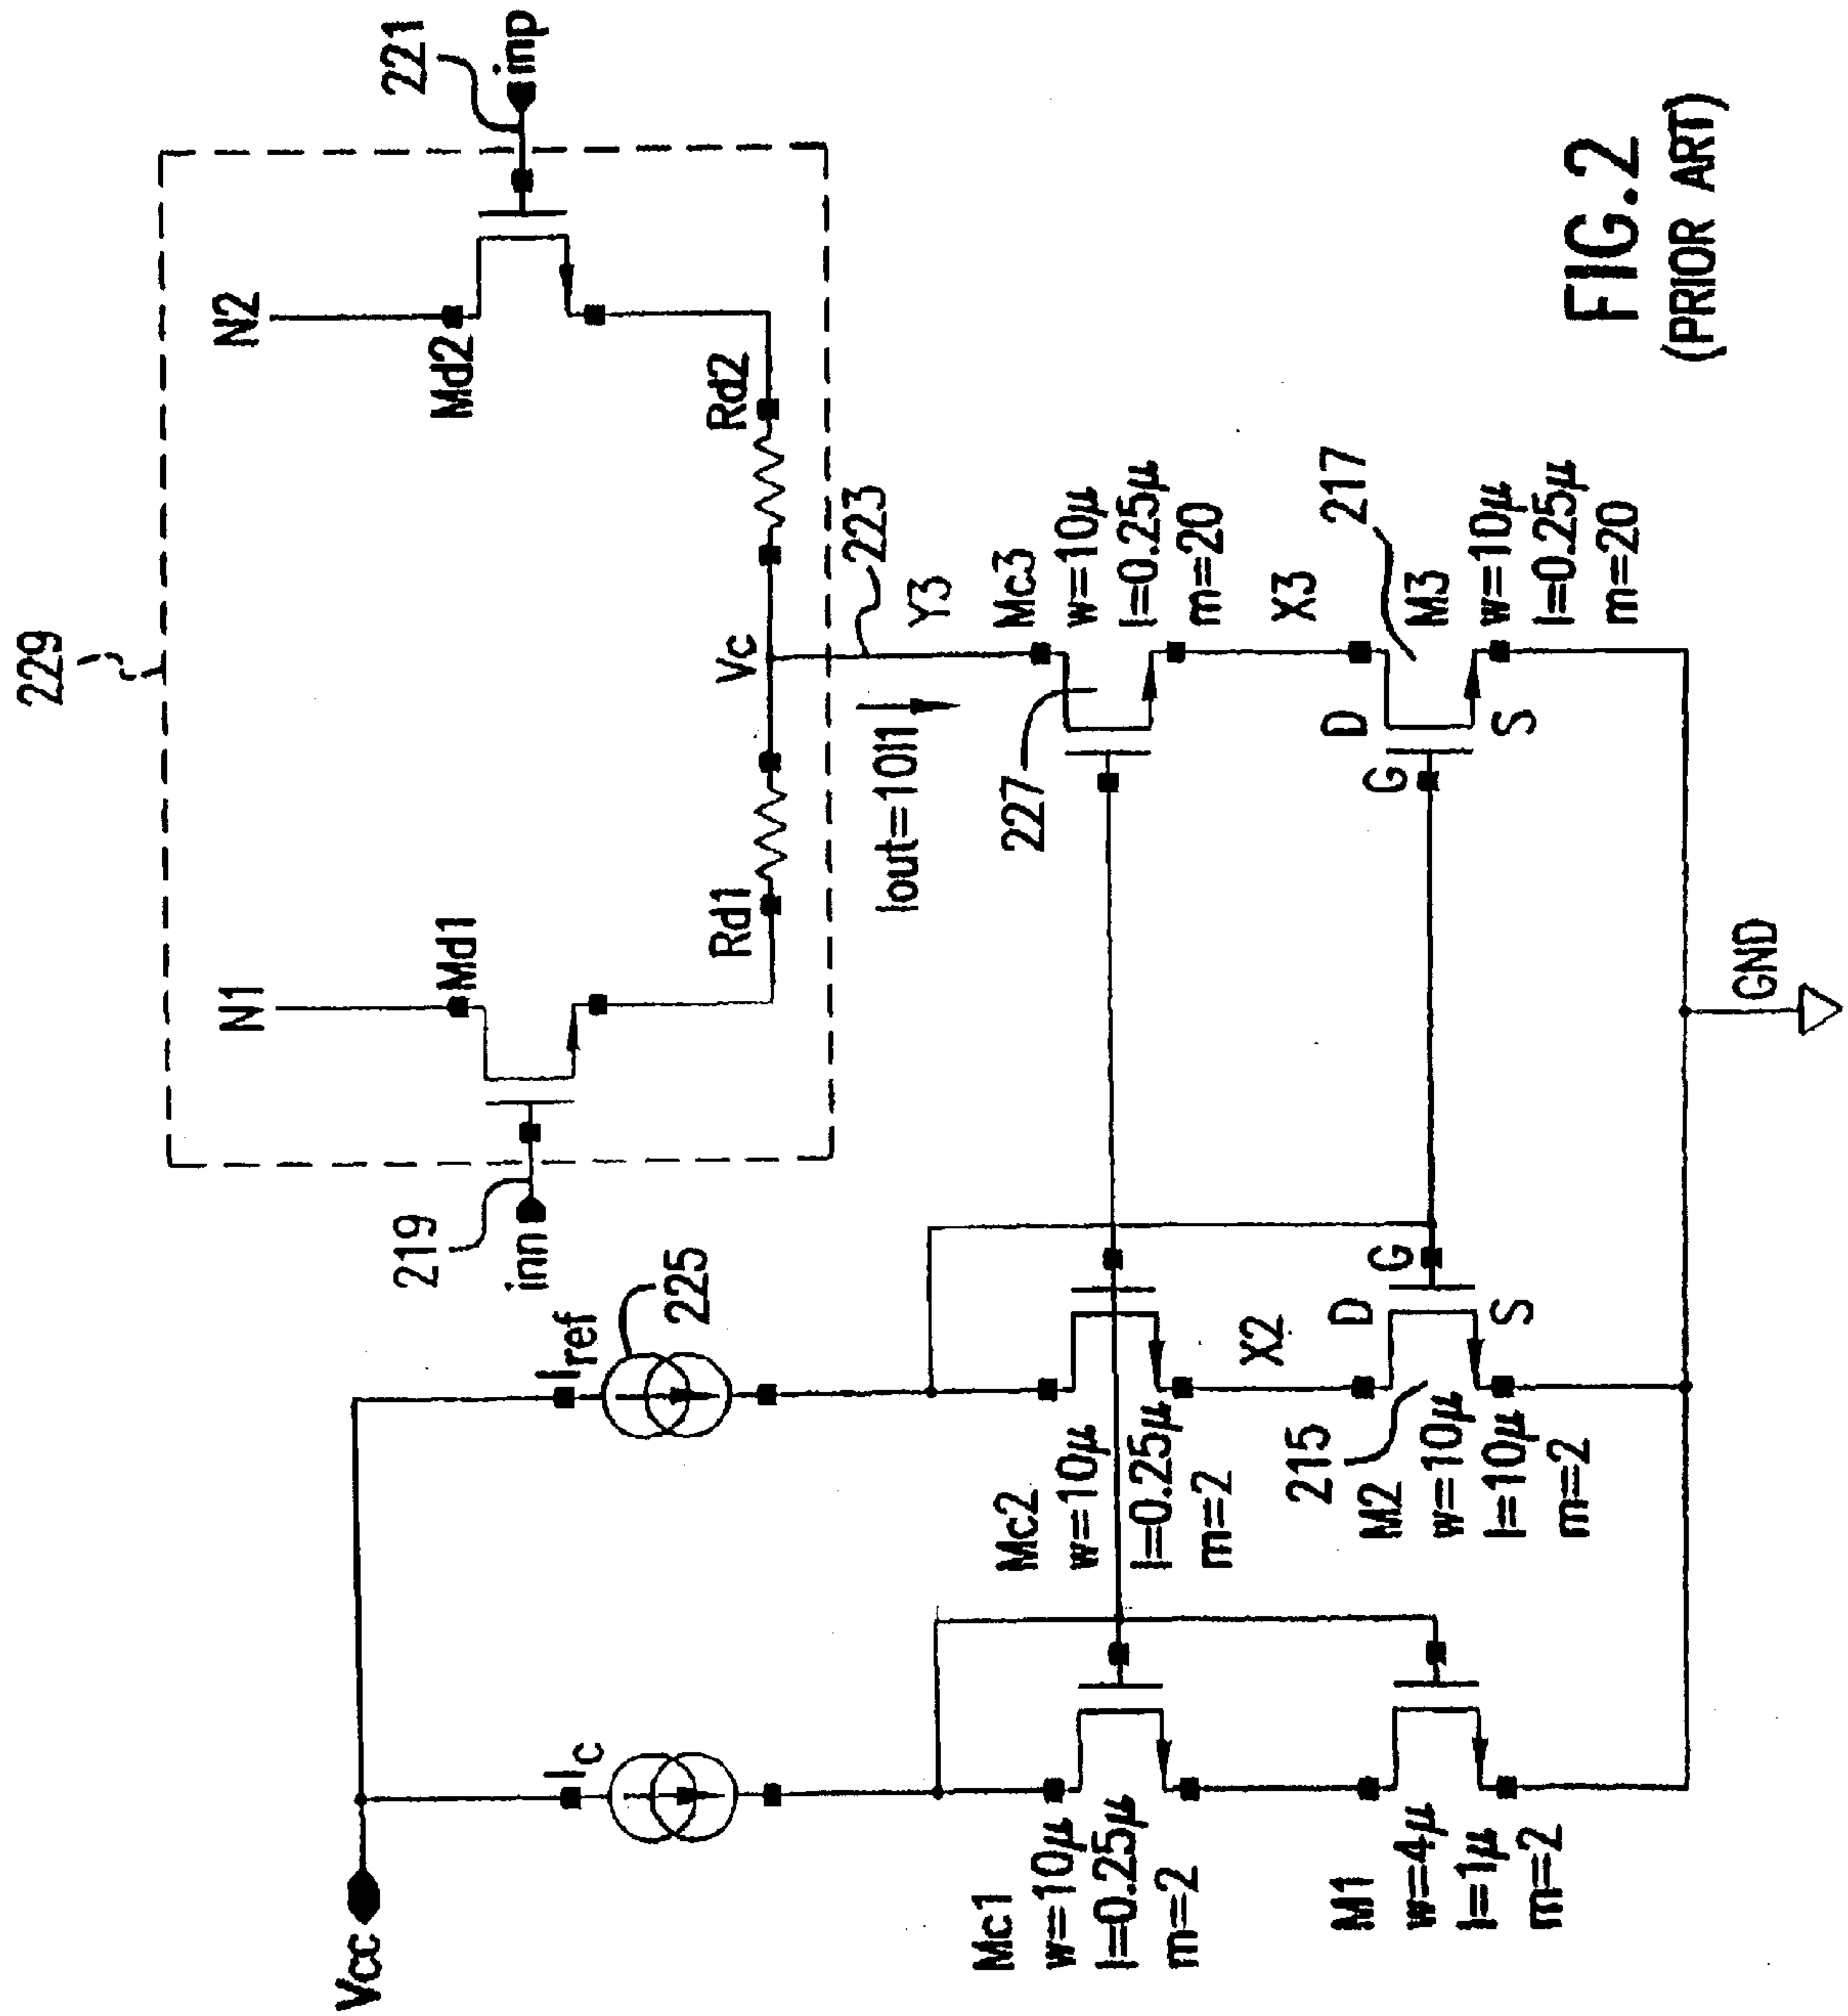 229
N1
N2
Md1
Md2
219
inn
221
inp
Rd1
Rd2
Vc
223
Vcc
Ic
Iref
225
Iout=10I1
Y3
227
Mc1
w=10μ
l=0.25μ
m=2
Mc2
w=10μ
l=0.25μ
m=2
Mc3
w=10μ
l=0.25μ
m=20
X2
X3
M1
w=4μ
l=1μ
m=2
215
M2
w=10μ
l=10μ
m=2
D
G
S
D
G
S
217
M3
w=10μ
l=0.25μ
m=20
GND
FIG.2
(PRIOR ART)